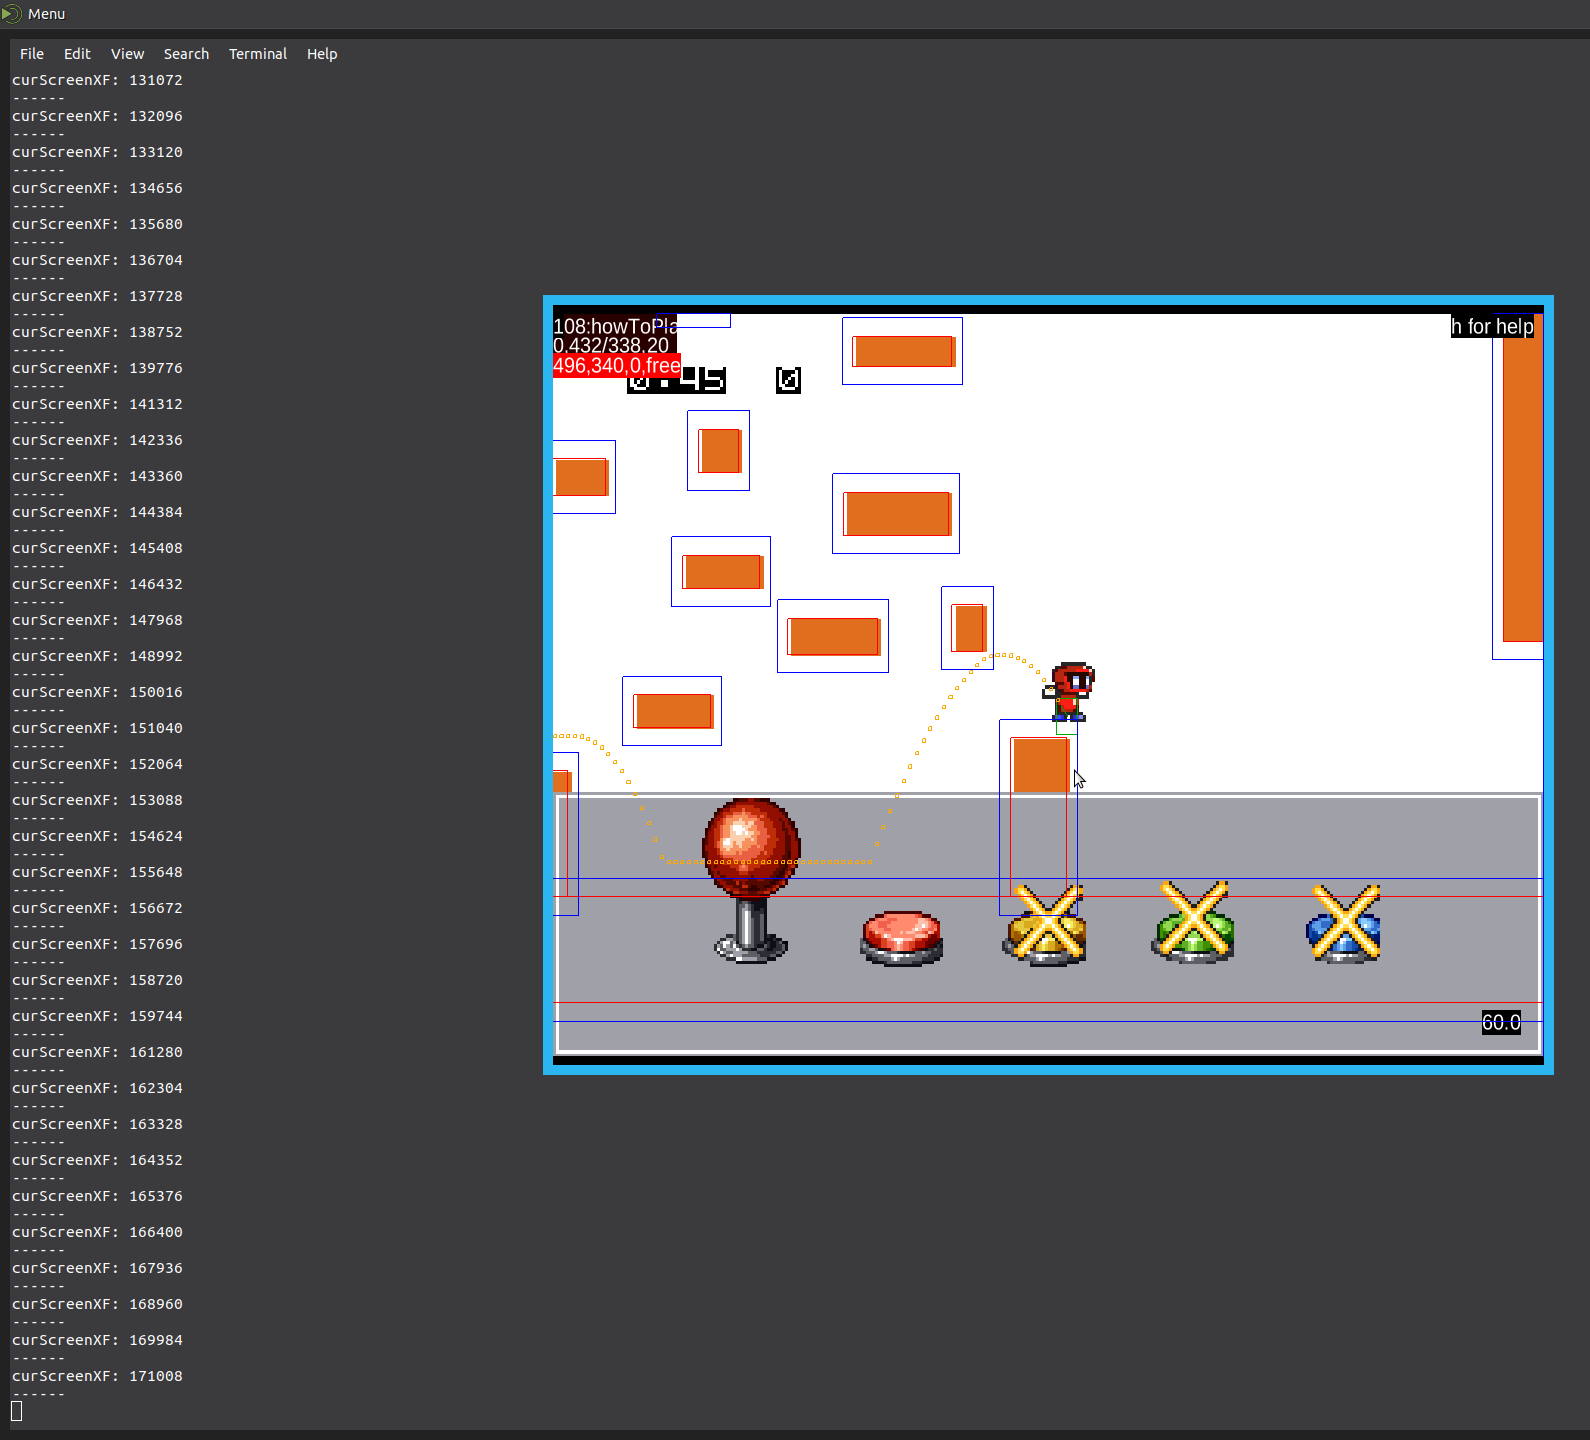 Menu
File Edit View Search Terminal Help
curScreenXF: 131072
------
curScreenXF: 132096
------
curScreenXF: 133120
------
curScreenXF: 134656
------
curScreenXF: 135680
------
curScreenXF: 136704
------
curScreenXF: 137728
------
curScreenXF: 138752
------
curScreenXF: 139776
------
curScreenXF: 141312
------
curScreenXF: 142336
------
curScreenXF: 143360
------
curScreenXF: 144384
------
curScreenXF: 145408
------
curScreenXF: 146432
------
curScreenXF: 147968
------
curScreenXF: 148992
------
curScreenXF: 150016
------
curScreenXF: 151040
------
curScreenXF: 152064
------
curScreenXF: 153088
------
curScreenXF: 154624
------
curScreenXF: 155648
------
curScreenXF: 156672
------
curScreenXF: 157696
------
curScreenXF: 158720
------
curScreenXF: 159744
------
curScreenXF: 161280
------
curScreenXF: 162304
------
curScreenXF: 163328
------
curScreenXF: 164352
------
curScreenXF: 165376
------
curScreenXF: 166400
------
curScreenXF: 167936
------
curScreenXF: 168960
------
curScreenXF: 169984
------
curScreenXF: 171008
------
108:howToPla
h for help
0,432/338,20
496,340,0,free
0:45 0
60.0